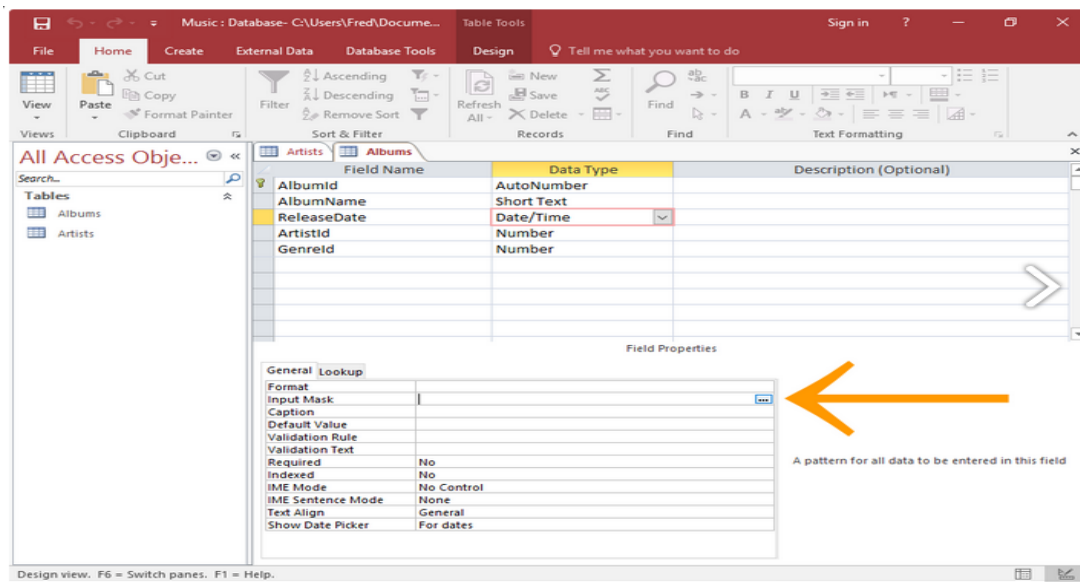 Music : Database- C:\Users\Fred\Docume...
Table Tools
Sign in ?
File Home Create External Data Database Tools Design Tell me what you want to do
View
Views
Paste
Cut
Copy
Format Painter
Clipboard
Filter
Ascending
Descending
Remove Sort
Sort & Filter
Refresh
All
New
Save
Delete
Records
Find
Find
B I U
A
Text Formatting
All Access Obje...
Search...
Tables
Albums
Artists
Artists Albums
Field Name Data Type Description (Optional)
AlbumId AutoNumber
AlbumName Short Text
ReleaseDate Date/Time
ArtistId Number
GenreId Number
Field Properties
General Lookup
Format
Input Mask
Caption
Default Value
Validation Rule
Validation Text
Required No
Indexed No
IME Mode No Control
IME Sentence Mode None
Text Align General
Show Date Picker For dates
A pattern for all data to be entered in this field
Design view. F6 = Switch panes. F1 = Help.